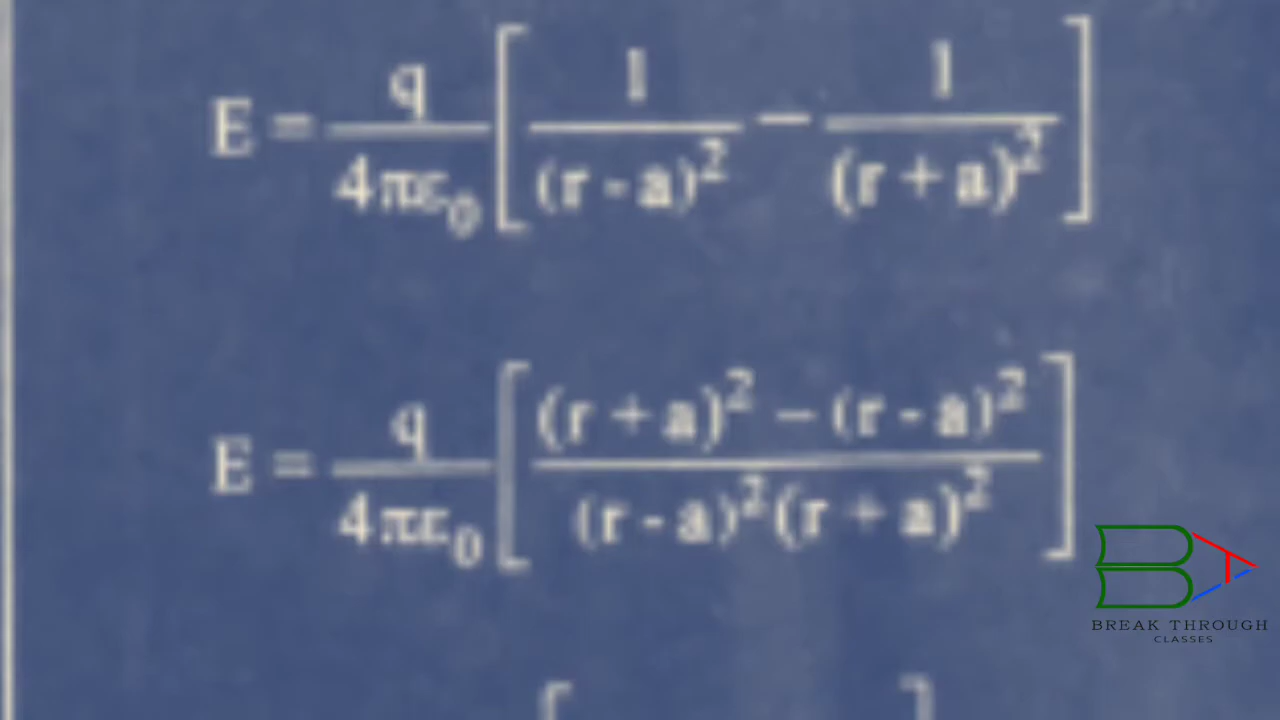 E = q / 4πε₀ [ 1 / (r - a)² − 1 / (r + a)² ]
E = q / 4πε₀ [ (r + a)² − (r - a)² / (r - a)² (r + a)² ]
BREAK THROUGH
CLASSES